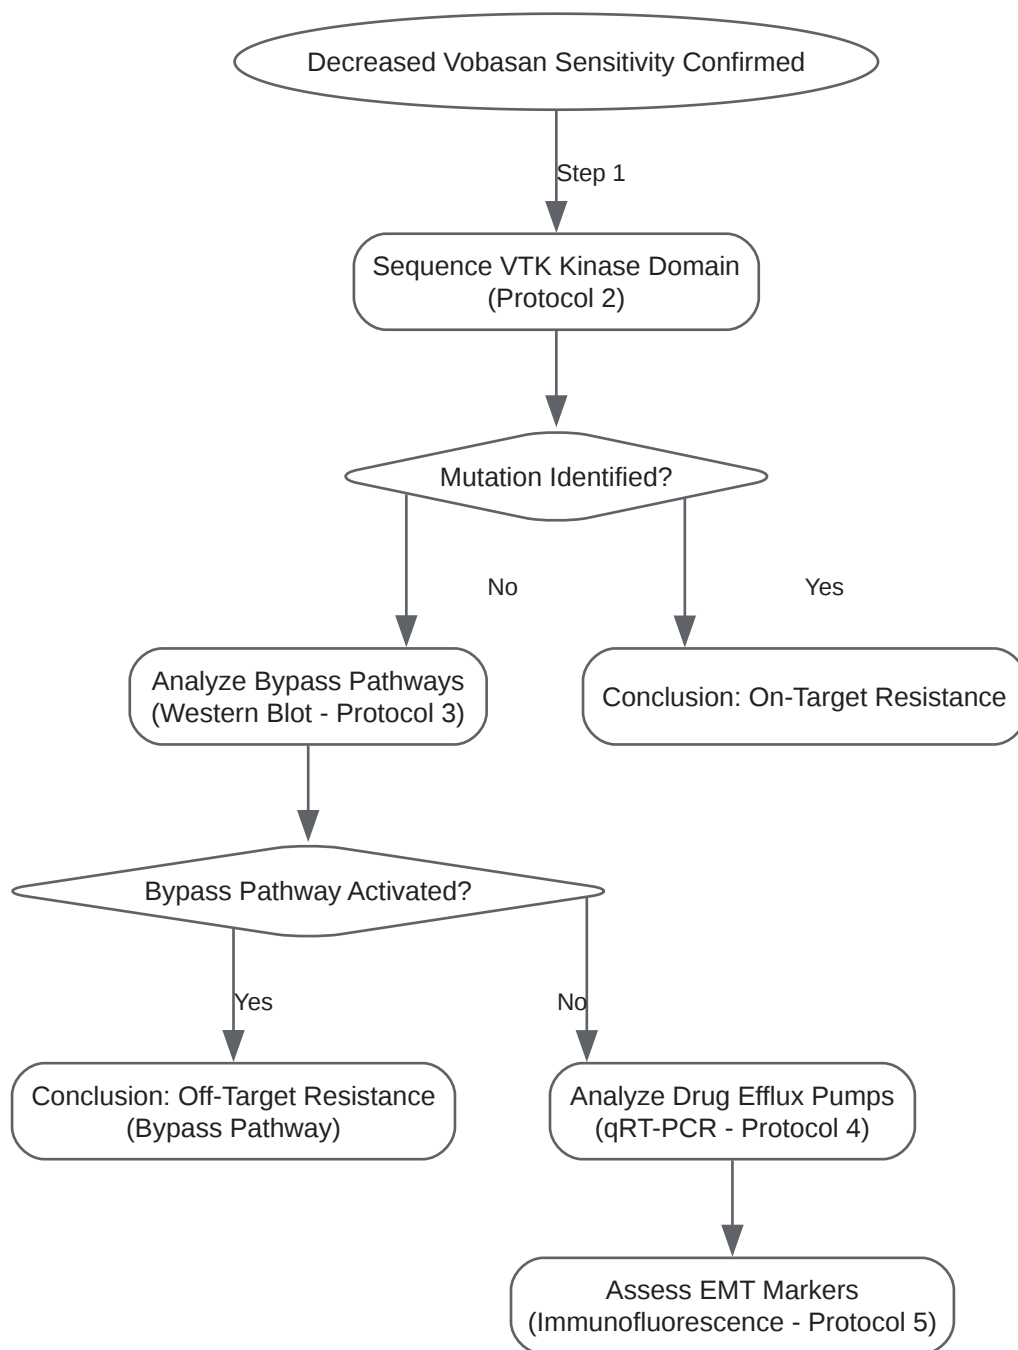 Decreased Vobasan Sensitivity Confirmed
Step 1
Sequence VTK Kinase Domain
(Protocol 2)
Mutation Identified?
No
Yes
Analyze Bypass Pathways
(Western Blot - Protocol 3)
Conclusion: On-Target Resistance
Bypass Pathway Activated?
Yes
No
Conclusion: Off-Target Resistance
(Bypass Pathway)
Analyze Drug Efflux Pumps
(qRT-PCR - Protocol 4)
Assess EMT Markers
(Immunofluorescence - Protocol 5)